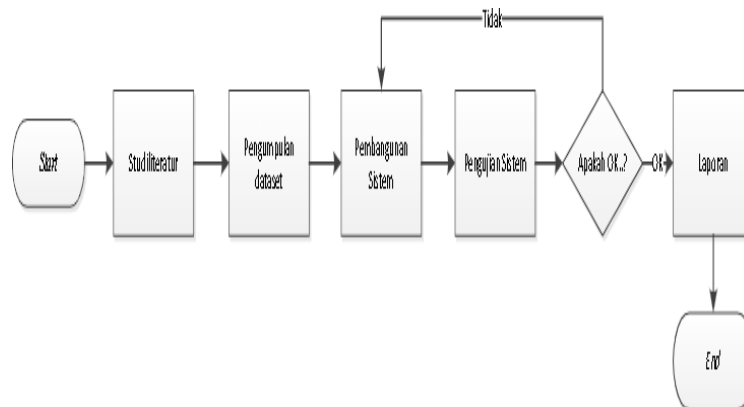 Tidak
Start
Studi literatur
Pengumpulan
dataset
Pembangunan
Sistem
Pengujian Sistem
Apakah OK..?
OK
Laporan
End